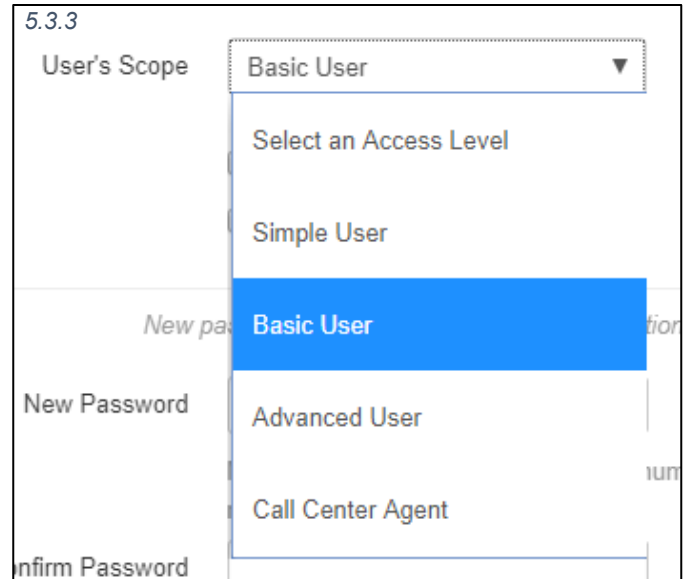 5.3.3
User's Scope
Basic User
Select an Access Level
Simple User
New
Basic User
New Password
Advanced User
Call Center Agent
Password